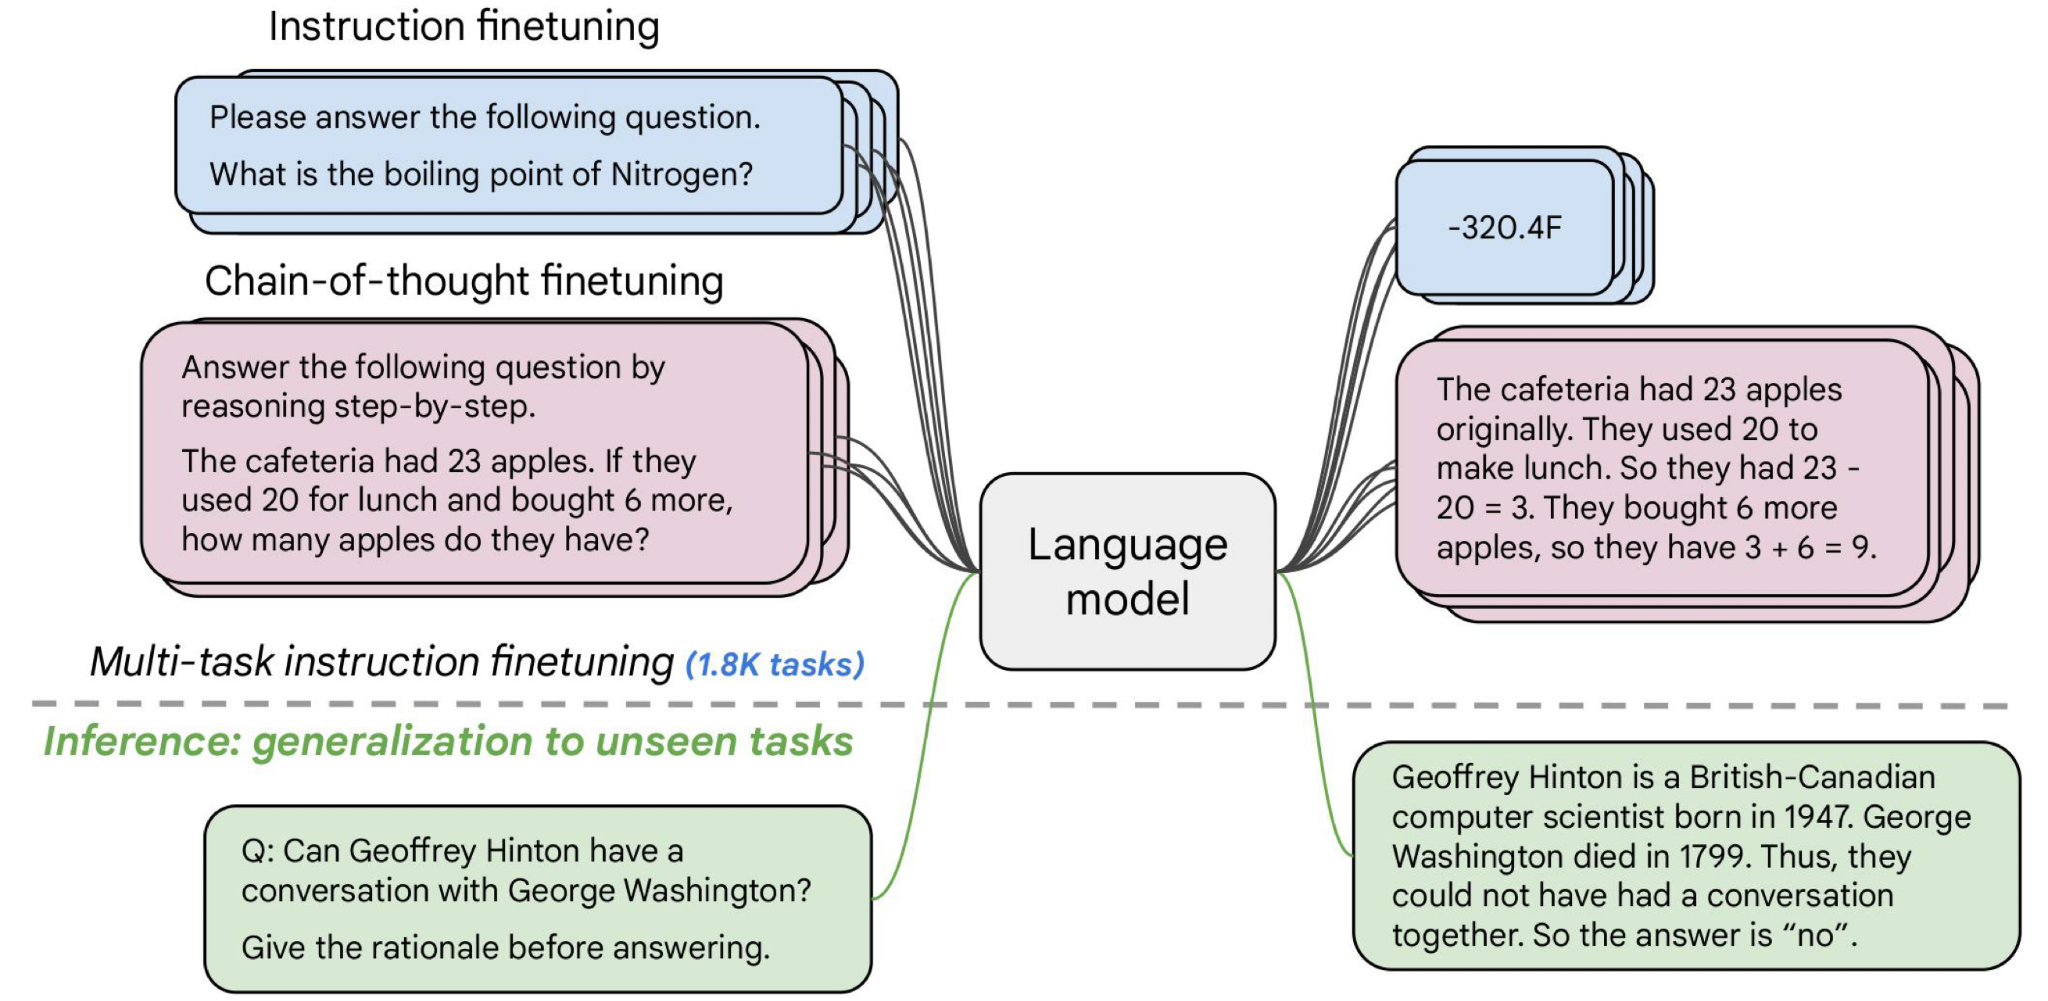 Instruction finetuning
Please answer the following question.
What is the boiling point of Nitrogen?
-320.4F
Chain-of-thought finetuning
Answer the following question by
reasoning step-by-step.
The cafeteria had 23 apples. If they
used 20 for lunch and bought 6 more,
how many apples do they have?
The cafeteria had 23 apples
originally. They used 20 to
make lunch. So they had 23 -
20 = 3. They bought 6 more
apples, so they have 3 + 6 = 9.
Language
model
Multi-task instruction finetuning (1.8K tasks)
Inference: generalization to unseen tasks
Q: Can Geoffrey Hinton have a
conversation with George Washington?
Give the rationale before answering.
Geoffrey Hinton is a British-Canadian
computer scientist born in 1947. George
Washington died in 1799. Thus, they
could not have had a conversation
together. So the answer is “no”.